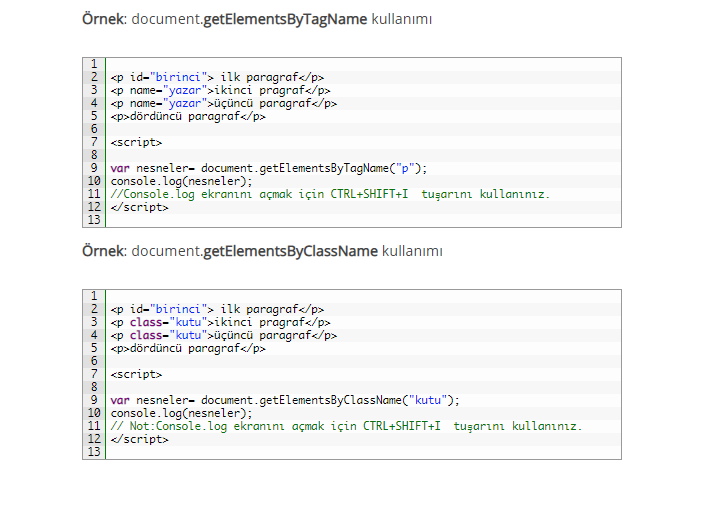 Örnek: document.getElementsByTagName kullanımı
1
2 <p id="birinci"> ilk paragraf</p>
3 <p name="yazar">ikinci pragraf</p>
4 <p name="yazar">üçüncü paragraf</p>
5 <p>dördüncü paragraf</p>
6
7 <script>
8
9 var nesneler= document.getElementsByTagName("p");
10 console.log(nesneler);
11 //Console.log ekranını açmak için CTRL+SHIFT+I  tuşarını kullanınız.
12 </script>
13
Örnek: document.getElementsByClassName kullanımı
1
2 <p id="birinci"> ilk paragraf</p>
3 <p class="kutu">ikinci pragraf</p>
4 <p class="kutu">üçüncü paragraf</p>
5 <p>dördüncü paragraf</p>
6
7 <script>
8
9 var nesneler= document.getElementsByClassName("kutu");
10 console.log(nesneler);
11 // Not:Console.log ekranını açmak için CTRL+SHIFT+I  tuşarını kullanınız.
12 </script>
13